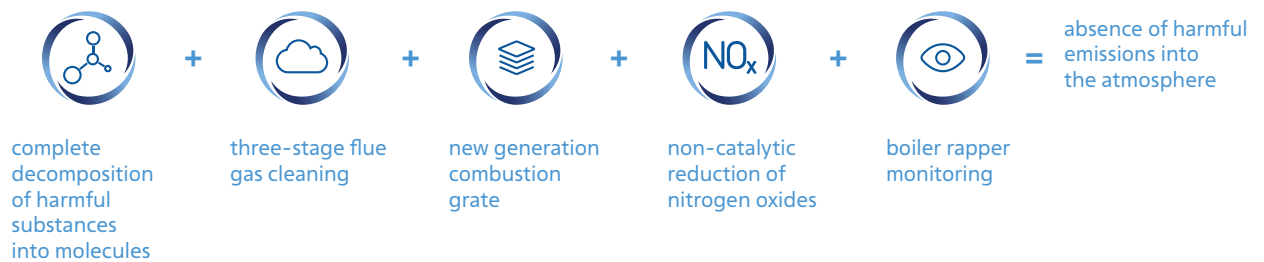 complete
decomposition
of harmful
substances
into molecules
+
three-stage flue
gas cleaning
+
new generation
combustion
grate
+
NOx
non-catalytic
reduction of
nitrogen oxides
+
boiler rapper
monitoring
=
absence of harmful
emissions into
the atmosphere